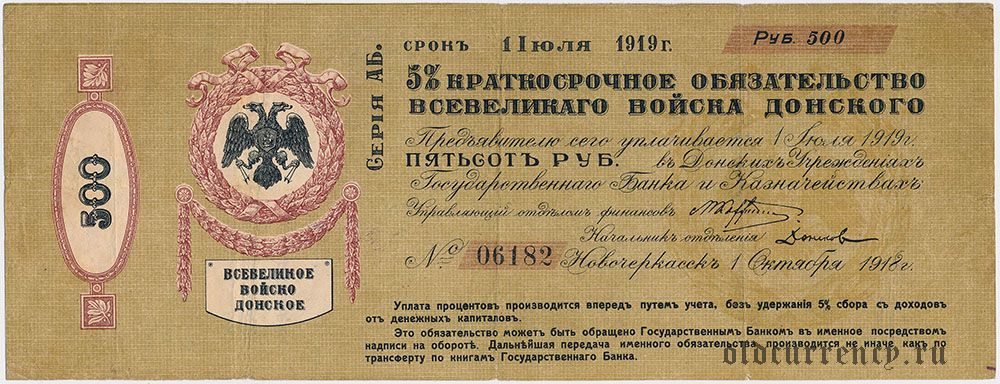 500
ВСЕВЕЛИКОЕ
ВОЙСКО
ДОНСКОЕ
Серія АБ.
срокъ 1 Іюля 1919 г.
Руб. 500
5% КРАТКОСРОЧНОЕ ОБЯЗАТЕЛЬСТВО
ВСЕВЕЛИКАГО ВОЙСКА ДОНСКОГО
Предъявителю сего уплачивается 1 Іюля 1919 г.
ПЯТЬСОТЪ РУБ. въ Донскихъ Учрежденіяхъ
Государственнаго Банка и Казначействахъ
Управляющій отдѣломъ финансовъ
Начальникъ отдѣленія
№ 06182 Новочеркасскъ 1 Октября 1918 г.
Уплата процентовъ производится впередъ путемъ учета, безъ удержанія 5% сбора съ доходовъ
отъ денежныхъ капиталовъ.
Это обязательство можетъ быть обращено Государственнымъ Банкомъ въ именное посредствомъ
надписи на оборотѣ. Дальнѣйшая передача именного обязательства производится не иначе, какъ по
трансферту по книгамъ Государственнаго Банка.
oldcurrency.ru